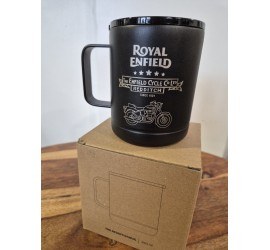 ROYAL
ENFIELD
THE ENFIELD CYCLE CO LTD
REDDITCH